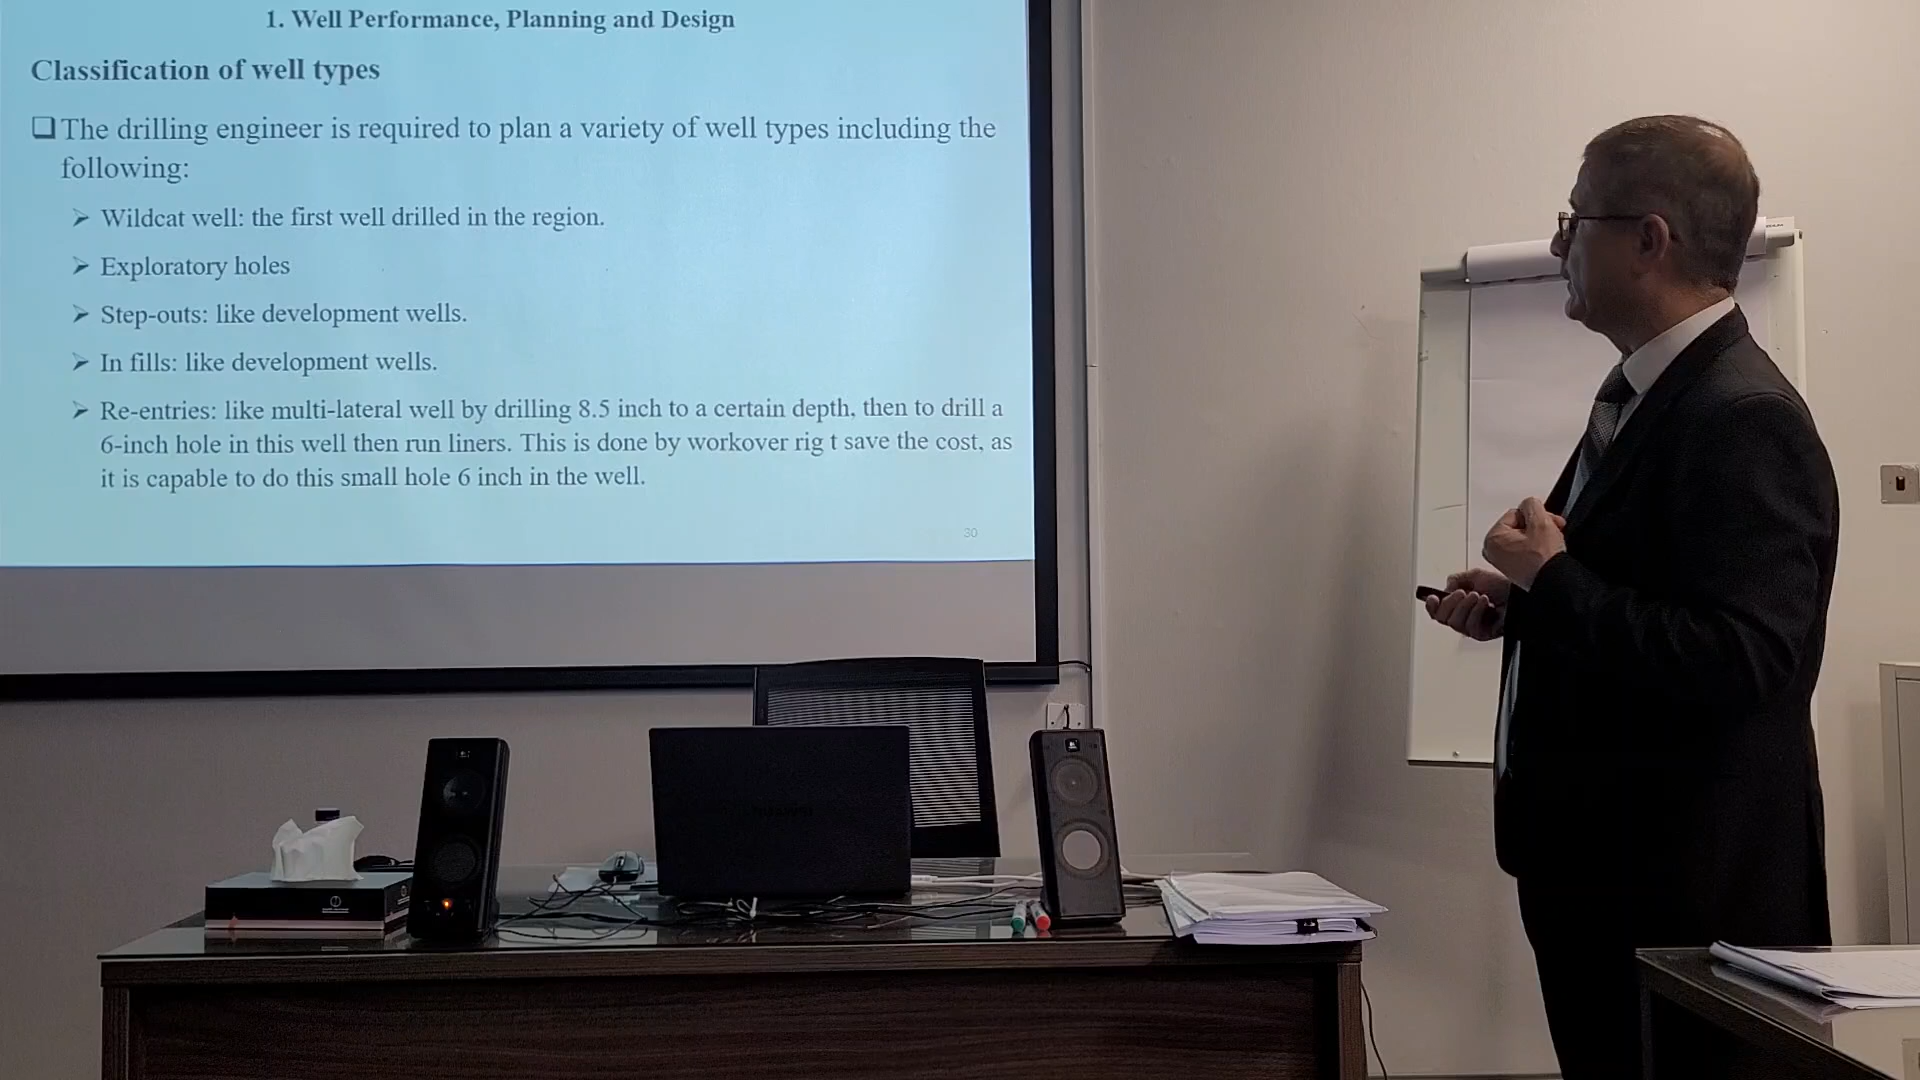 1. Well Performance, Planning and Design
Classification of well types
❑ The drilling engineer is required to plan a variety of well types including the
following:
➢ Wildcat well: the first well drilled in the region.
➢ Exploratory holes
➢ Step-outs: like development wells.
➢ In fills: like development wells.
➢ Re-entries: like multi-lateral well by drilling 8.5 inch to a certain depth, then to drill a
6-inch hole in this well then run liners. This is done by workover rig t save the cost, as
it is capable to do this small hole 6 inch in the well.
30
HUAWEI